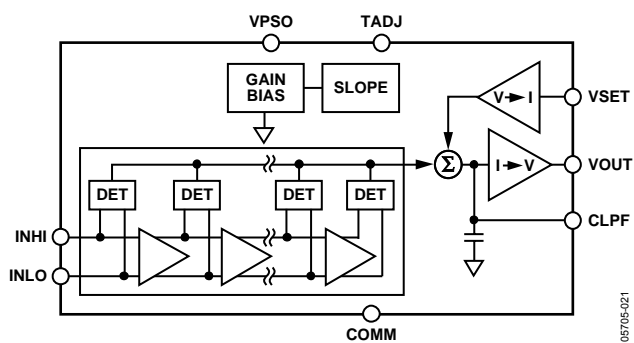 VPSO TADJ
GAIN BIAS
SLOPE
V I
VSET
DET DET DET DET
Σ
I V
VOUT
CLPF
INHI
INLO
COMM
05705-021